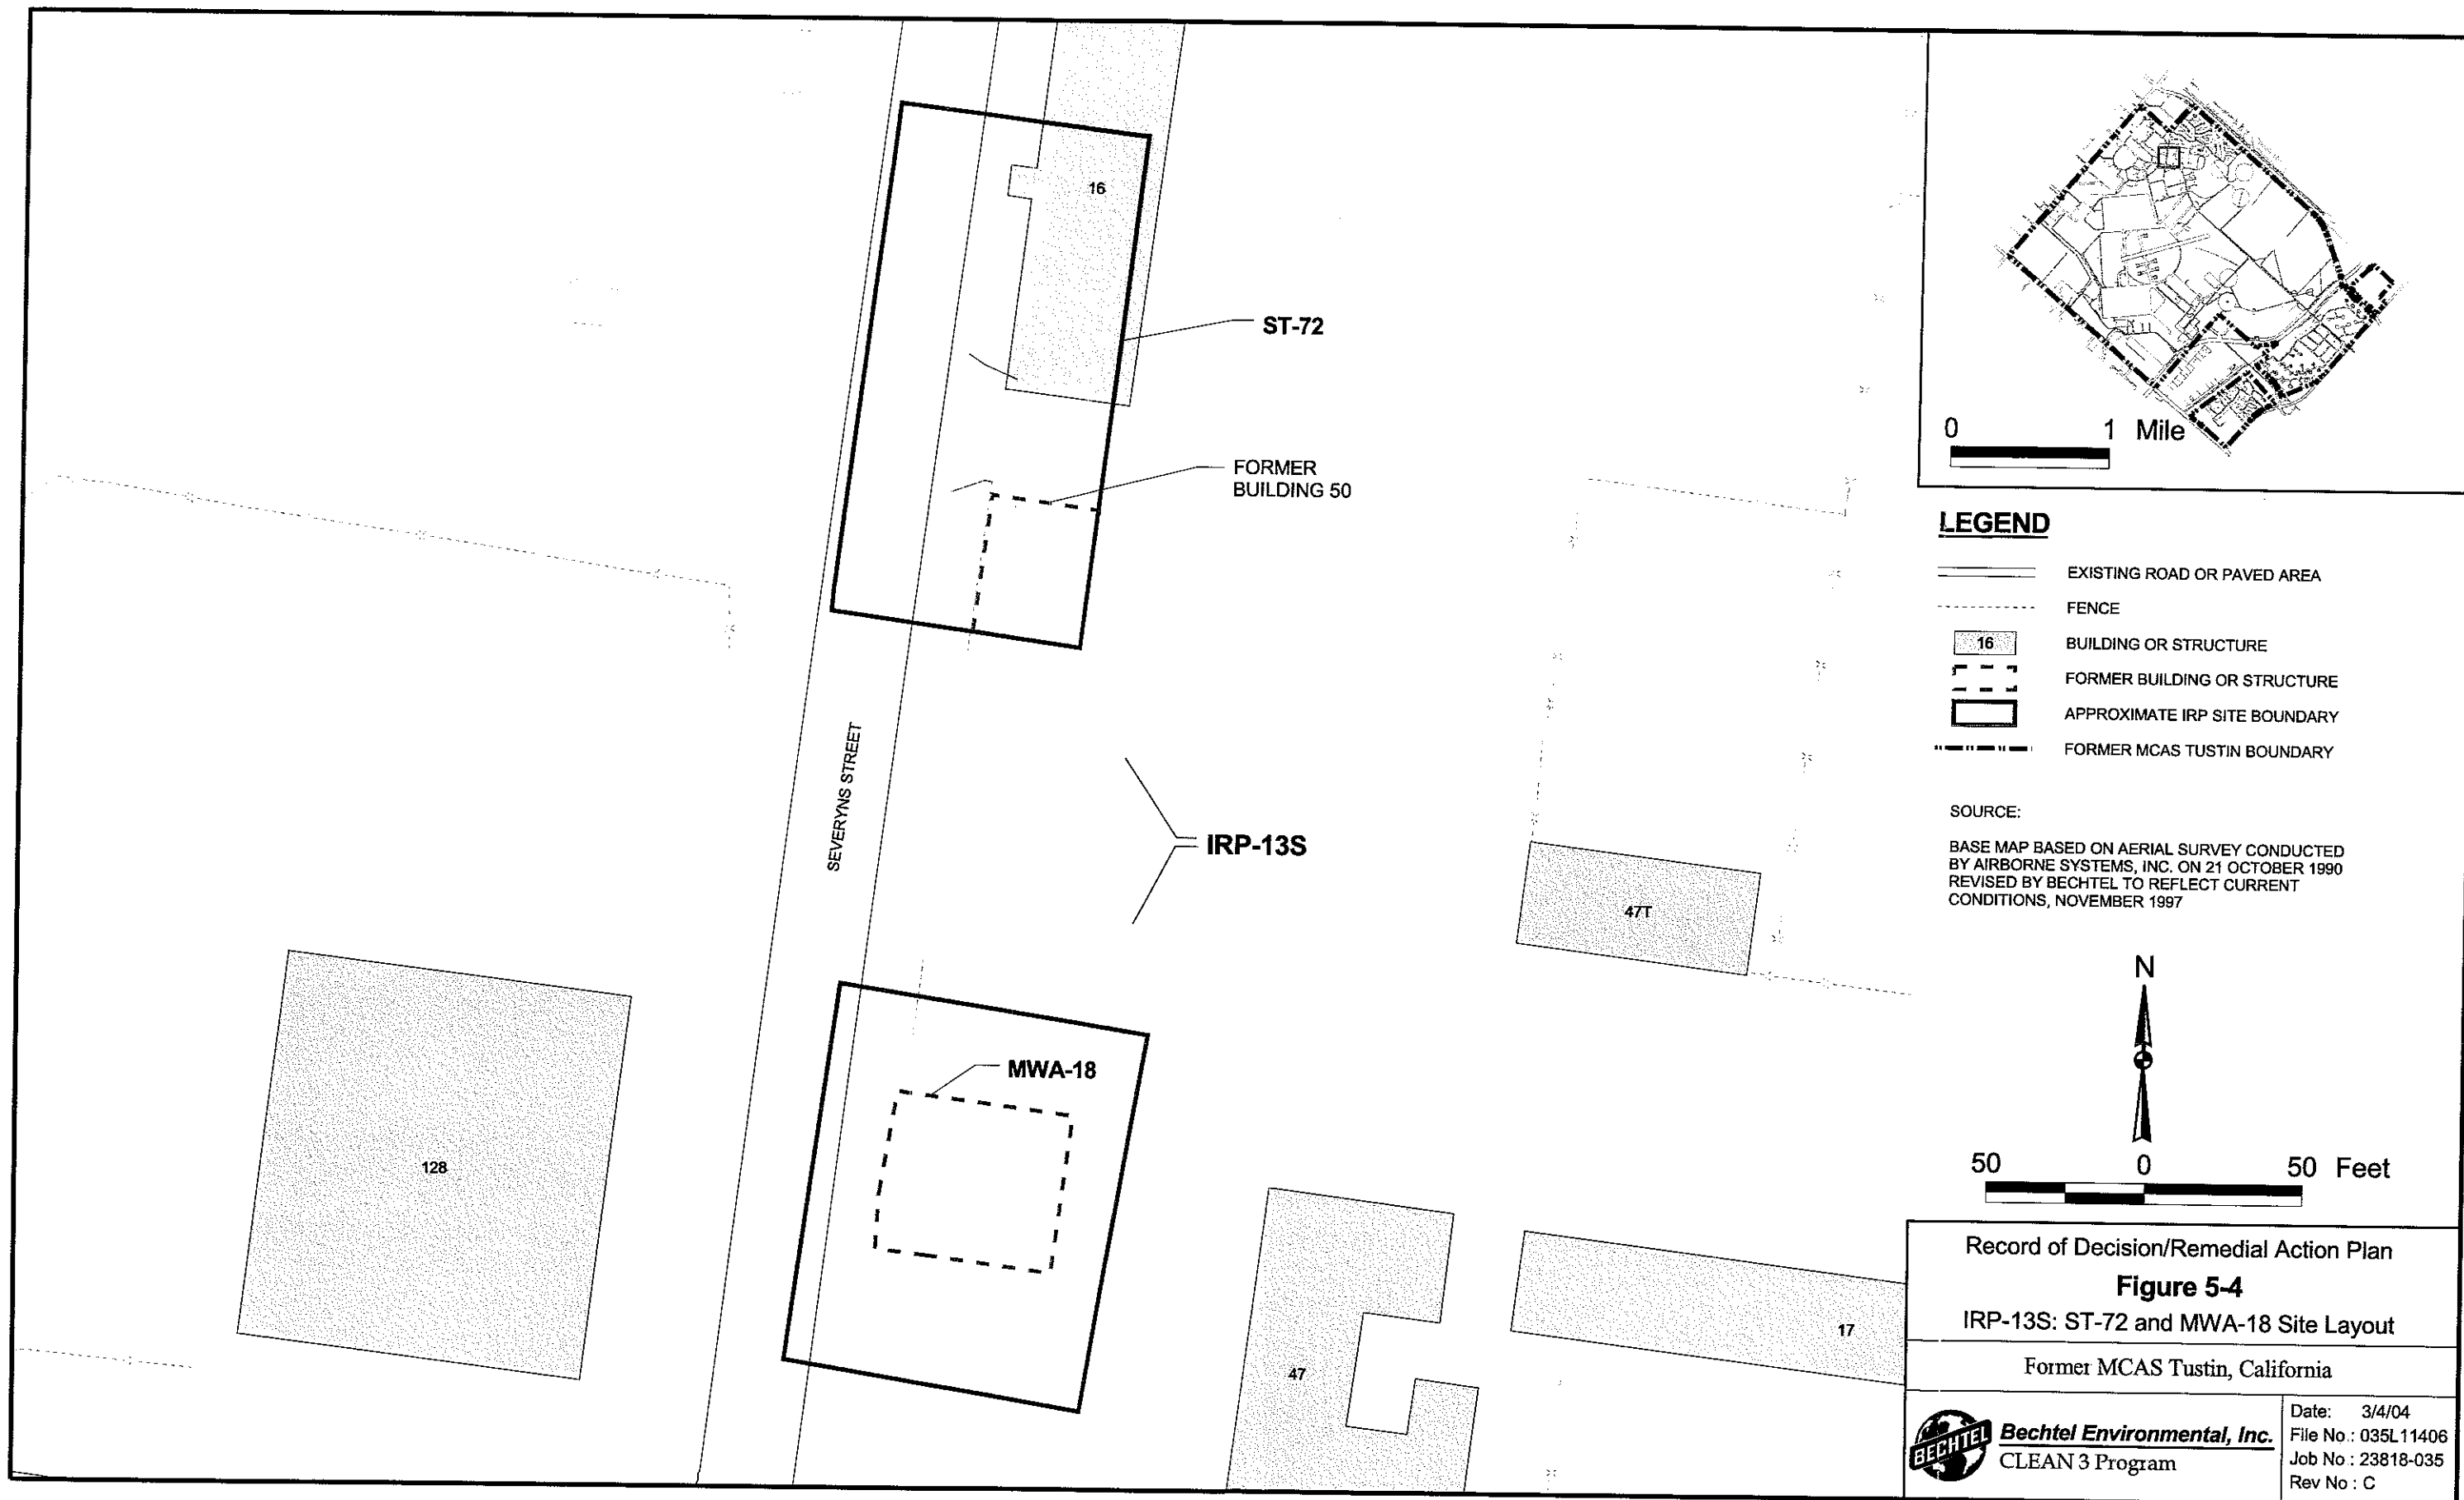 16
ST-72
FORMER
BUILDING 50
SEVERYNS STREET
IRP-13S
47T
MWA-18
128
47
17
0 1 Mile
LEGEND
EXISTING ROAD OR PAVED AREA
FENCE
16 BUILDING OR STRUCTURE
FORMER BUILDING OR STRUCTURE
APPROXIMATE IRP SITE BOUNDARY
FORMER MCAS TUSTIN BOUNDARY
SOURCE:
BASE MAP BASED ON AERIAL SURVEY CONDUCTED
BY AIRBORNE SYSTEMS, INC. ON 21 OCTOBER 1990
REVISED BY BECHTEL TO REFLECT CURRENT
CONDITIONS, NOVEMBER 1997
N
50 0 50 Feet
Record of Decision/Remedial Action Plan
Figure 5-4
IRP-13S: ST-72 and MWA-18 Site Layout
Former MCAS Tustin, California
BECHTEL
Bechtel Environmental, Inc.
CLEAN 3 Program
Date: 3/4/04
File No.: 035L11406
Job No.: 23818-035
Rev No.: C